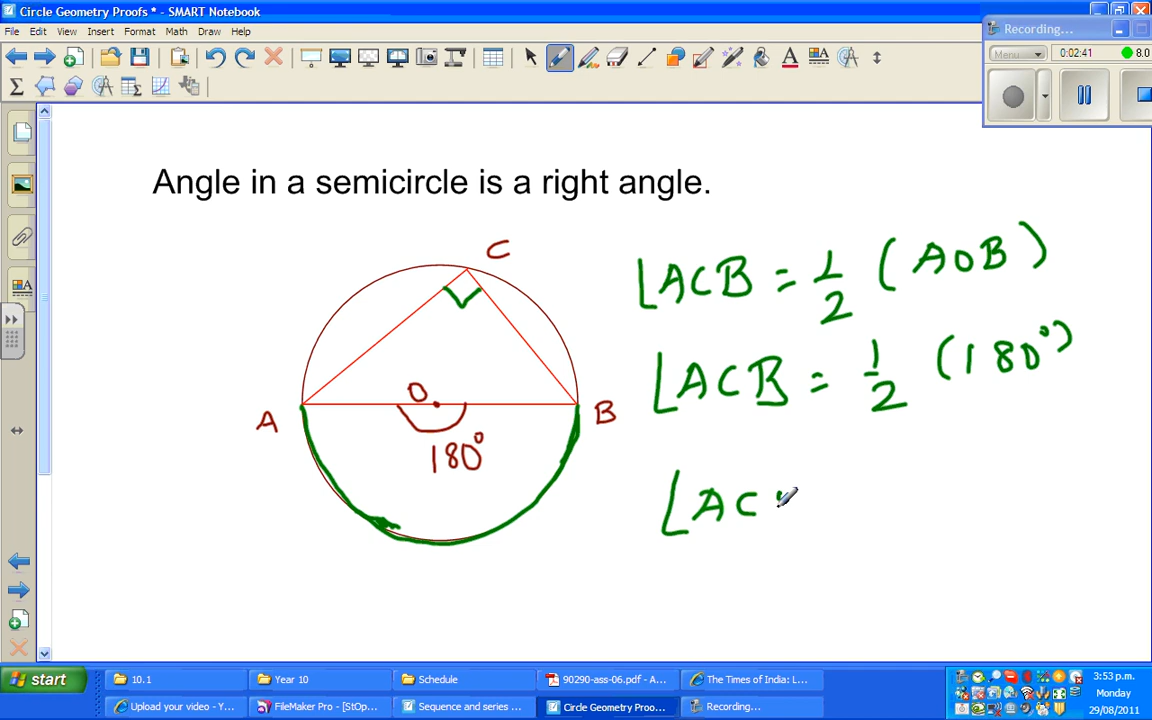 Circle Geometry Proofs * - SMART Notebook
File Edit View Insert Format Math Draw Help
Recording...
Menu 0:02:41 8.0
Angle in a semicircle is a right angle.
C
O
A B
180°
∠ACB = 1/2 (AOB)
∠ACB = 1/2 (180°)
∠AC
start
10.1
Year 10
Schedule
90290-ass-06.pdf - A...
The Times of India: L...
Upload your video - Y...
FileMaker Pro - [StOp...
Sequence and series ...
Circle Geometry Proo...
Recording...
3:53 p.m.
Monday
29/08/2011